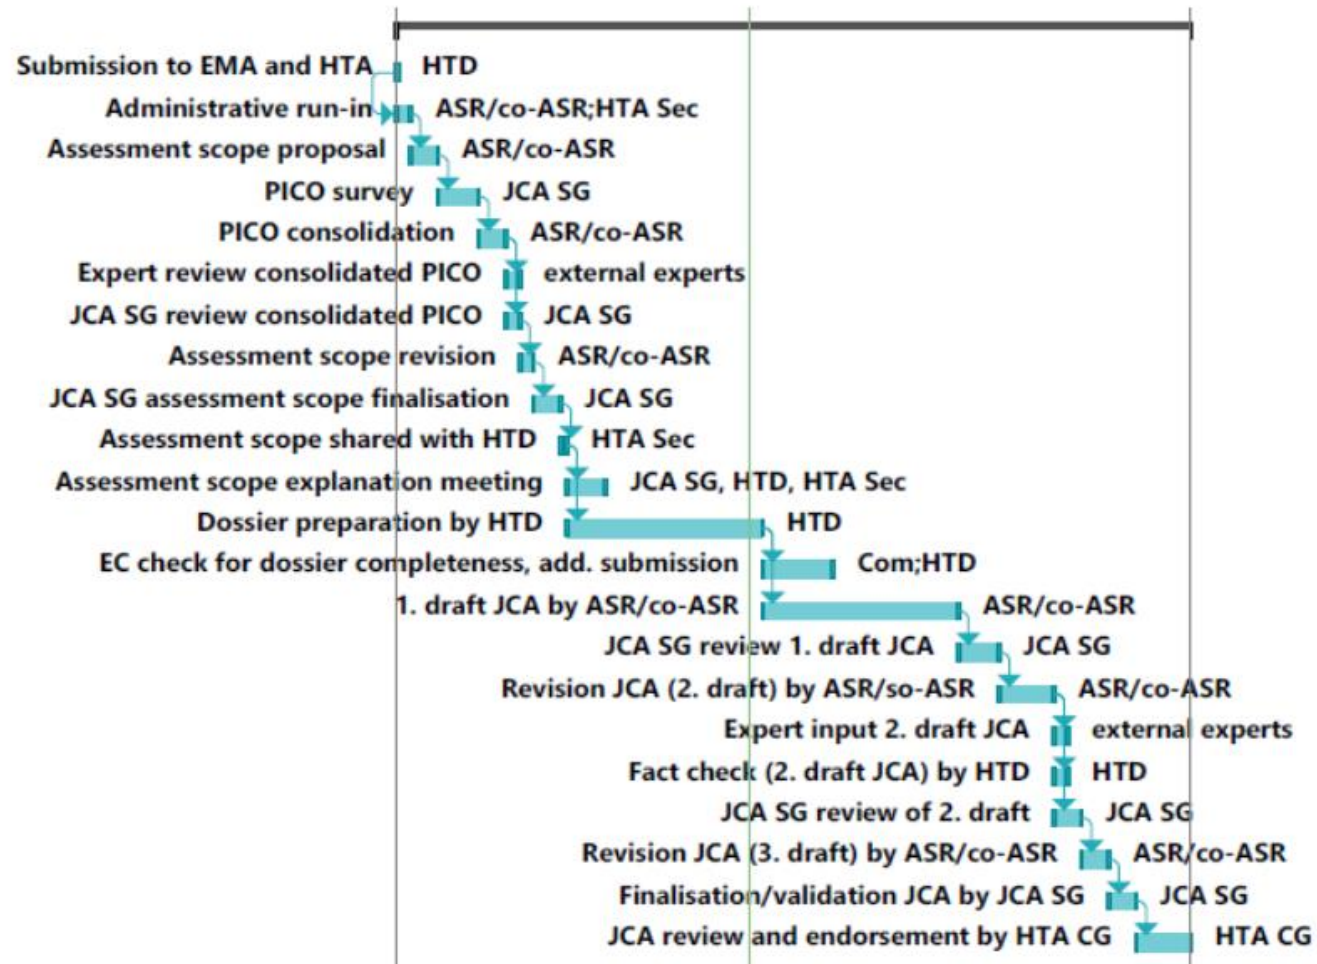 Submission to EMA and HTA HTD
Administrative run-in ASR/co-ASR;HTA Sec
Assessment scope proposal ASR/co-ASR
PICO survey JCA SG
PICO consolidation ASR/co-ASR
Expert review consolidated PICO external experts
JCA SG review consolidated PICO JCA SG
Assessment scope revision ASR/co-ASR
JCA SG assessment scope finalisation JCA SG
Assessment scope shared with HTD HTA Sec
Assessment scope explanation meeting JCA SG, HTD, HTA Sec
Dossier preparation by HTD HTD
EC check for dossier completeness, add. submission Com;HTD
1. draft JCA by ASR/co-ASR ASR/co-ASR
JCA SG review 1. draft JCA JCA SG
Revision JCA (2. draft) by ASR/so-ASR ASR/co-ASR
Expert input 2. draft JCA external experts
Fact check (2. draft JCA) by HTD HTD
JCA SG review of 2. draft JCA SG
Revision JCA (3. draft) by ASR/co-ASR ASR/co-ASR
Finalisation/validation JCA by JCA SG JCA SG
JCA review and endorsement by HTA CG HTA CG